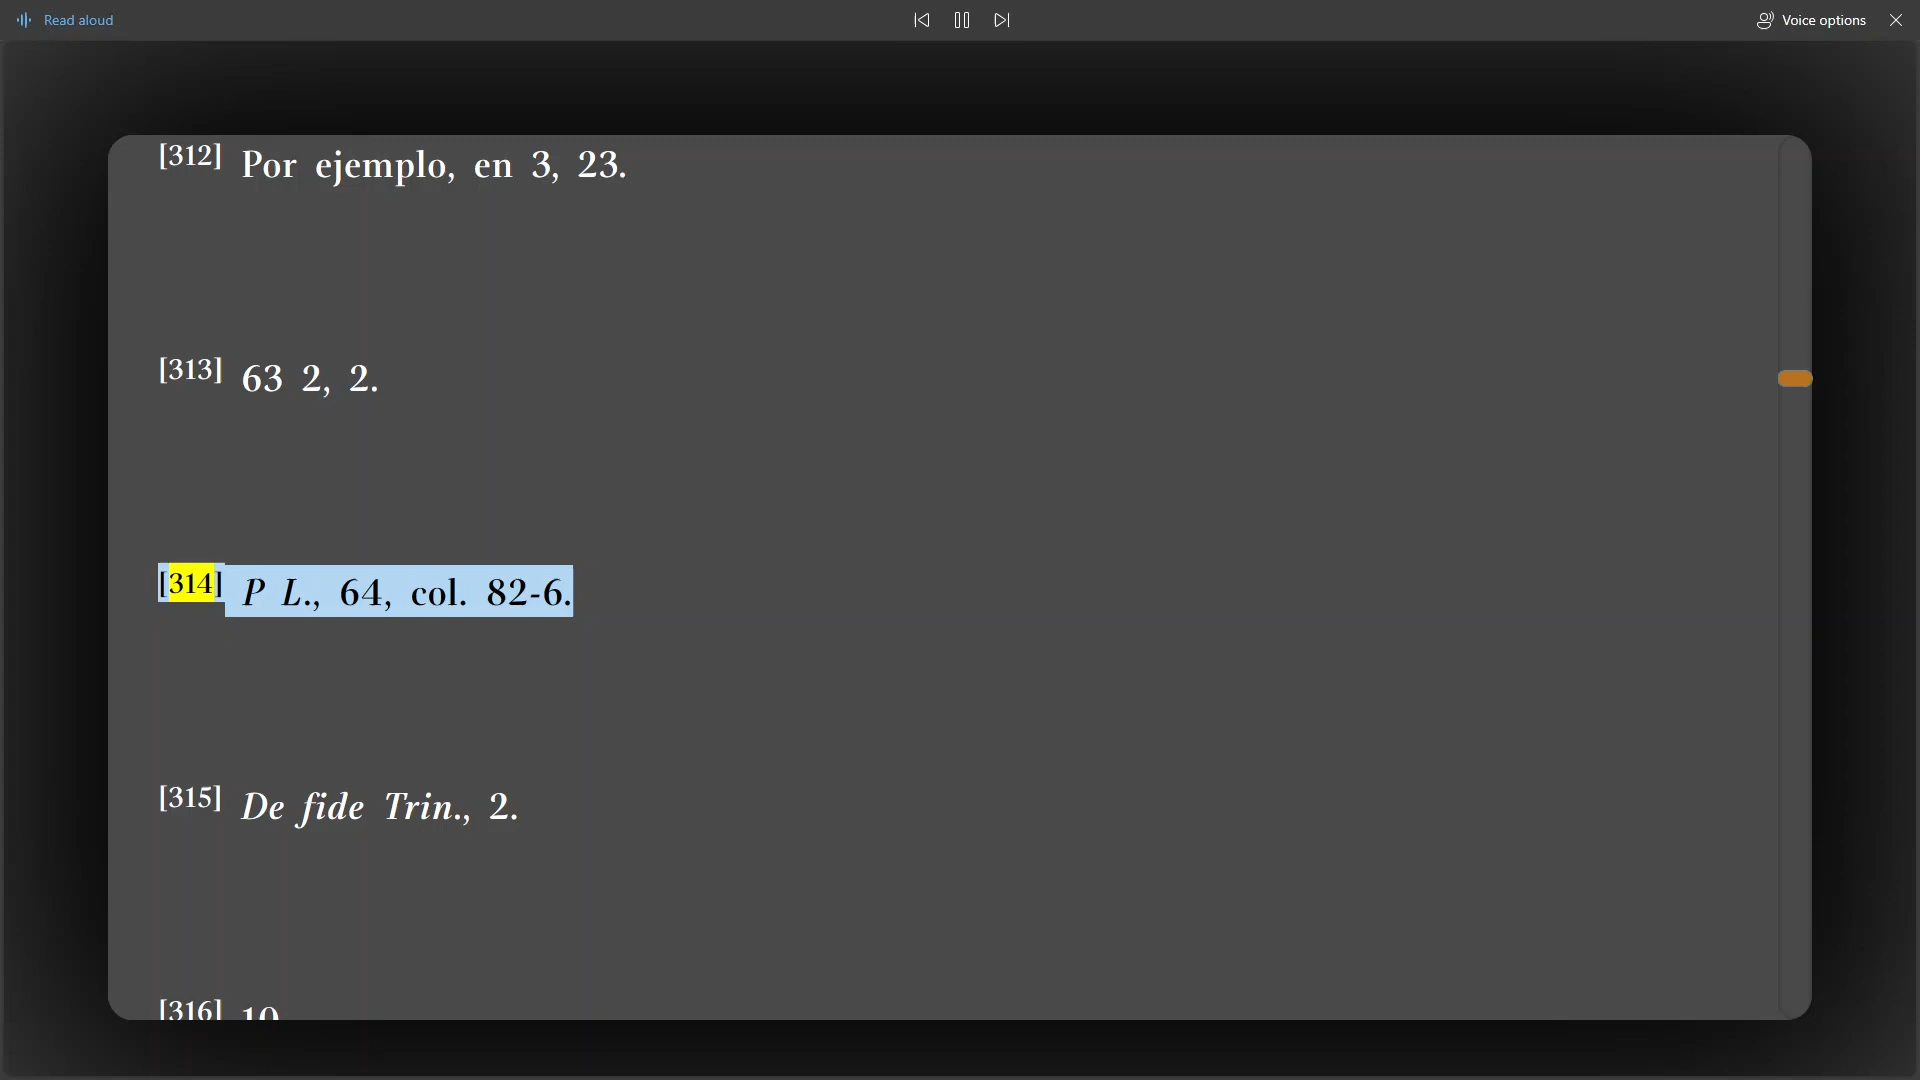 Read aloud
Voice options
[312] Por ejemplo, en 3, 23.
[313] 63 2, 2.
[314] P L., 64, col. 82-6.
[315] De fide Trin., 2.
[316] 10